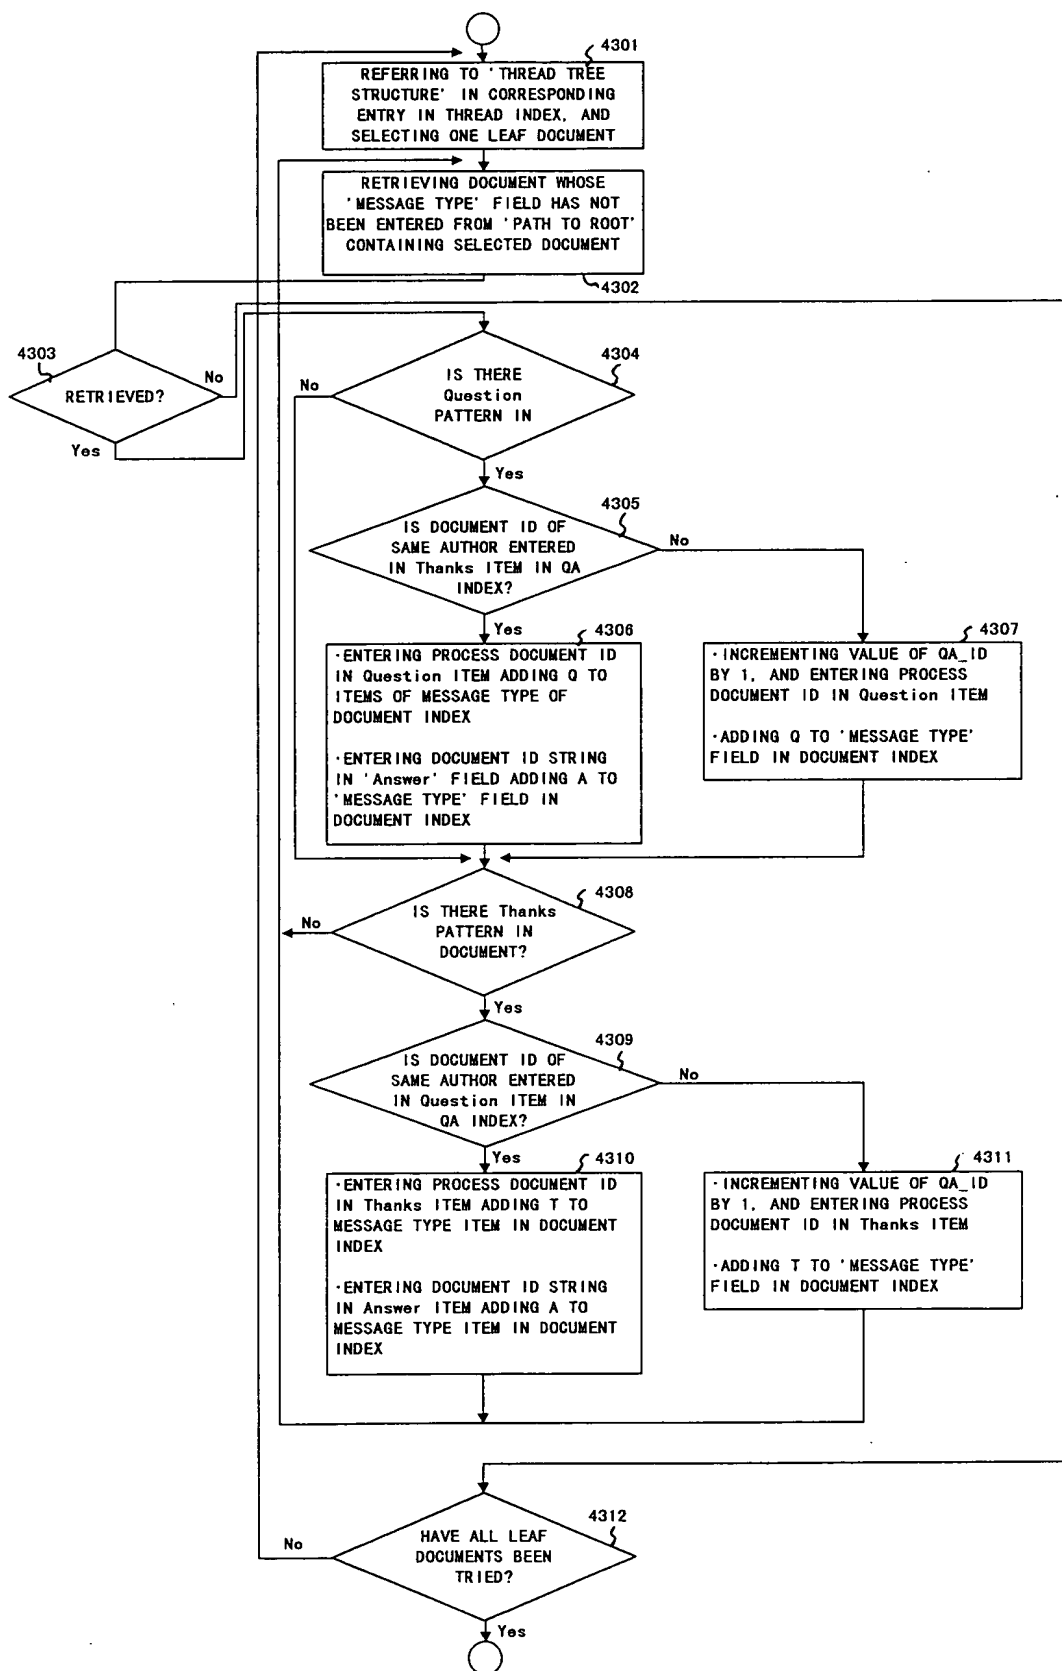 4301
REFERRING TO 'THREAD TREE
STRUCTURE' IN CORRESPONDING
ENTRY IN THREAD INDEX, AND
SELECTING ONE LEAF DOCUMENT
RETRIEVING DOCUMENT WHOSE
'MESSAGE TYPE' FIELD HAS NOT
BEEN ENTERED FROM 'PATH TO ROOT'
CONTAINING SELECTED DOCUMENT
4302
4303
RETRIEVED?
No
Yes
4304
IS THERE
Question
PATTERN IN
No
Yes
4305
IS DOCUMENT ID OF
SAME AUTHOR ENTERED
IN Thanks ITEM IN QA
INDEX?
No
Yes
4306
·ENTERING PROCESS DOCUMENT ID
IN Question ITEM ADDING Q TO
ITEMS OF MESSAGE TYPE OF
DOCUMENT INDEX
·ENTERING DOCUMENT ID STRING
IN 'Answer' FIELD ADDING A TO
'MESSAGE TYPE' FIELD IN
DOCUMENT INDEX
4307
·INCREMENTING VALUE OF QA_ID
BY 1, AND ENTERING PROCESS
DOCUMENT ID IN Question ITEM
·ADDING Q TO 'MESSAGE TYPE'
FIELD IN DOCUMENT INDEX
4308
IS THERE Thanks
PATTERN IN
DOCUMENT?
No
Yes
4309
IS DOCUMENT ID OF
SAME AUTHOR ENTERED
IN Question ITEM IN
QA INDEX?
No
Yes
4310
·ENTERING PROCESS DOCUMENT ID
IN Thanks ITEM ADDING T TO
MESSAGE TYPE ITEM IN DOCUMENT
INDEX
·ENTERING DOCUMENT ID STRING
IN Answer ITEM ADDING A TO
MESSAGE TYPE ITEM IN DOCUMENT
INDEX
4311
·INCREMENTING VALUE OF QA_ID
BY 1, AND ENTERING PROCESS
DOCUMENT ID IN Thanks ITEM
·ADDING T TO 'MESSAGE TYPE'
FIELD IN DOCUMENT INDEX
4312
HAVE ALL LEAF
DOCUMENTS BEEN
TRIED?
No
Yes